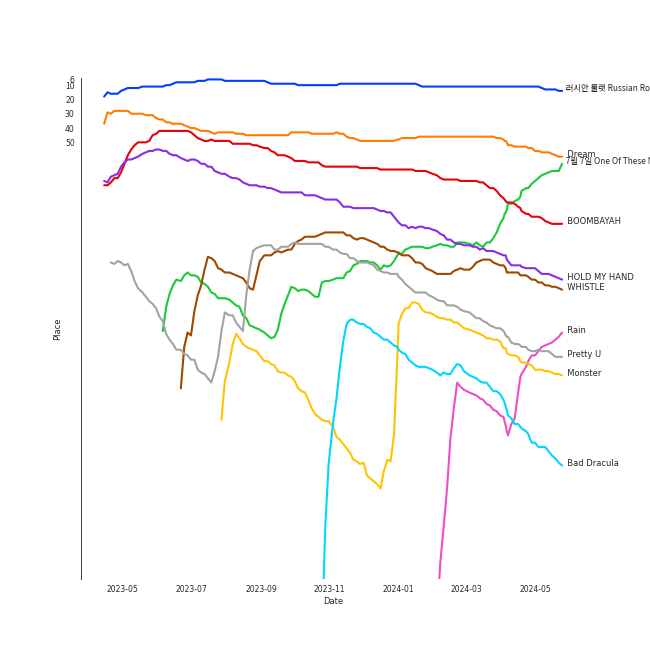 6
10
20
30
40
50
Place
러시안 룰렛 Russian Ro
Dream
7월 7일 One Of These N
BOOMBAYAH
HOLD MY HAND
WHISTLE
Rain
Pretty U
Monster
Bad Dracula
2023-05
2023-07
2023-09
2023-11
2024-01
2024-03
2024-05
Date